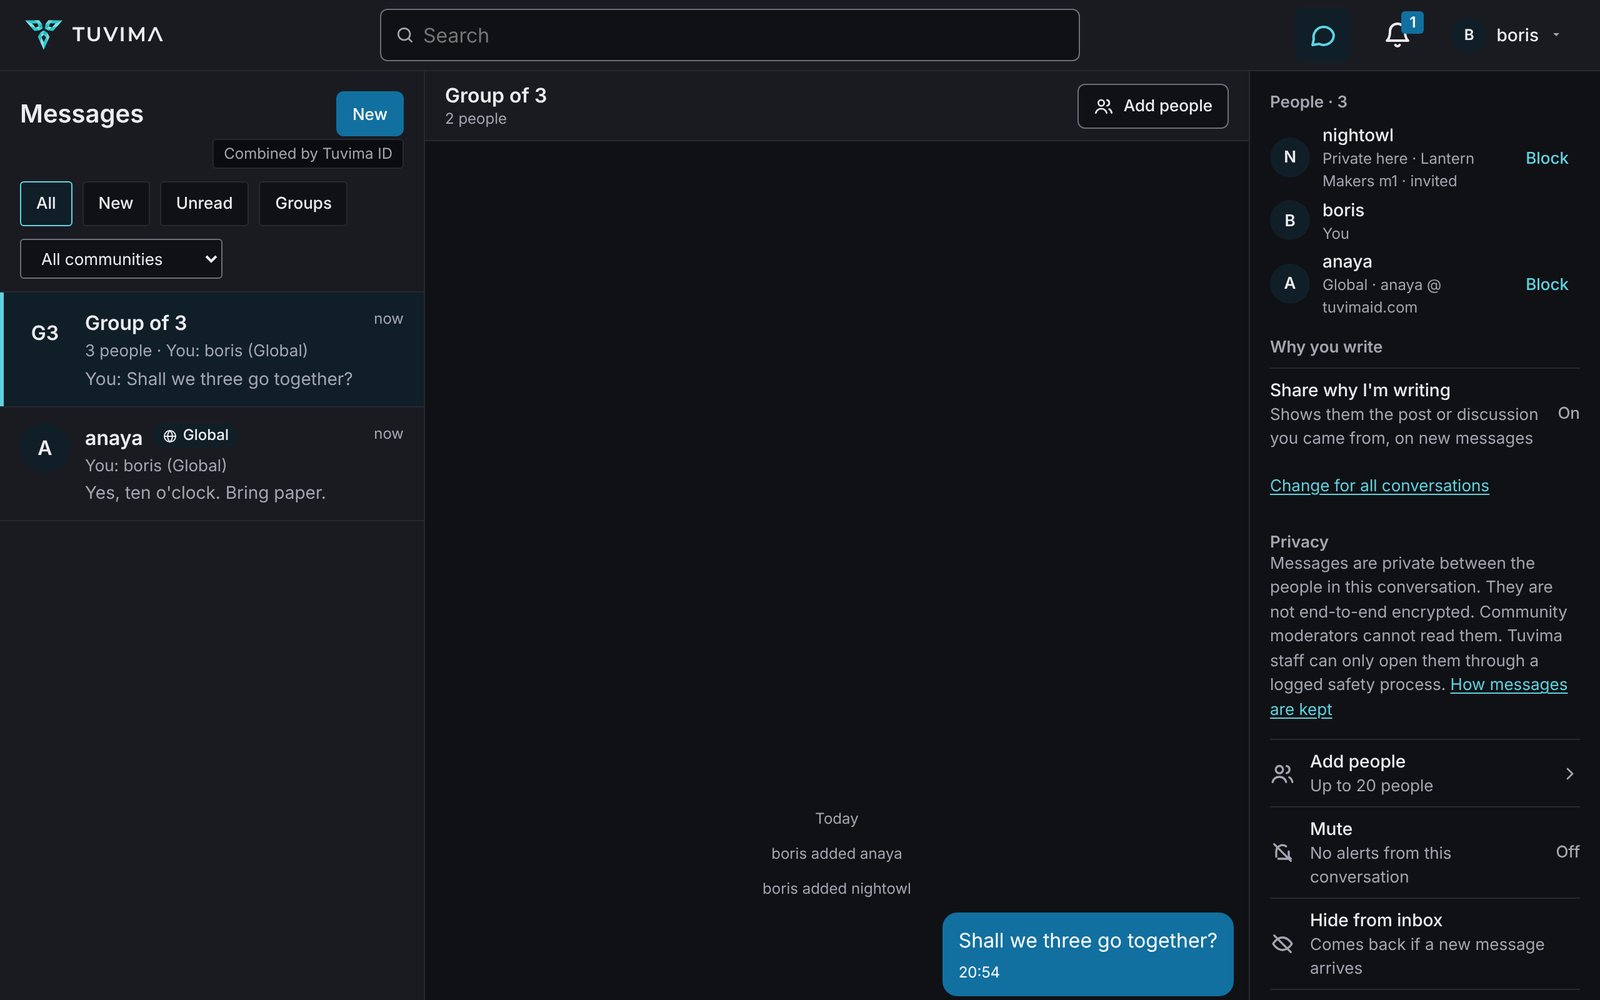 TUVIMA
Search
1
B
boris
Messages
New
Combined by Tuvima ID
All
New
Unread
Groups
All communities
G3
Group of 3
now
3 people · You: boris (Global)
You: Shall we three go together?
A
anaya
Global
now
You: boris (Global)
Yes, ten o'clock. Bring paper.
Group of 3
2 people
Add people
Today
boris added anaya
boris added nightowl
Shall we three go together?
20:54
People · 3
N
nightowl
Private here · Lantern
Makers m1 · invited
Block
B
boris
You
A
anaya
Global · anaya @
tuvimaid.com
Block
Why you write
Share why I'm writing
Shows them the post or discussion
you came from, on new messages
On
Change for all conversations
Privacy
Messages are private between the
people in this conversation. They are
not end-to-end encrypted. Community
moderators cannot read them. Tuvima
staff can only open them through a
logged safety process. How messages
are kept
Add people
Up to 20 people
Mute
No alerts from this
conversation
Off
Hide from inbox
Comes back if a new message
arrives